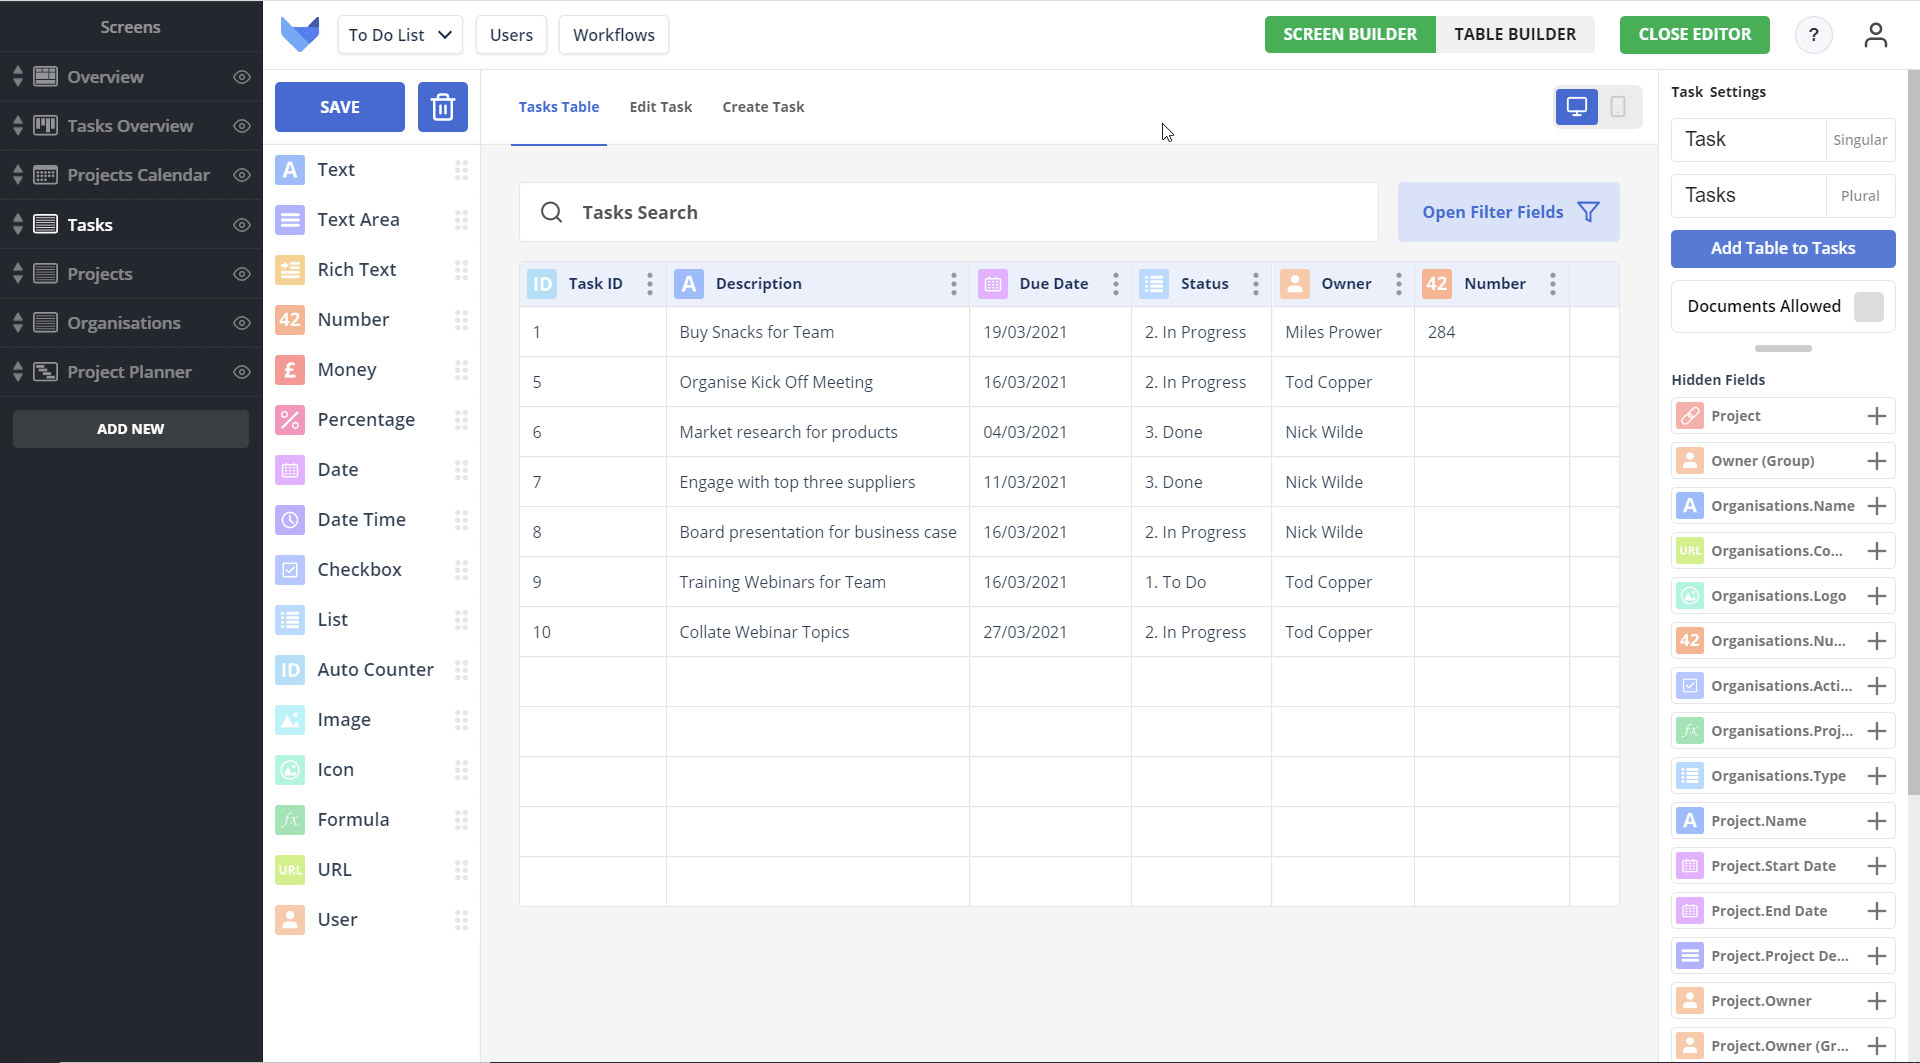 Screens
Overview
Tasks Overview
Projects Calendar
Tasks
Projects
Organisations
Project Planner
ADD NEW
To Do List
Users
Workflows
SCREEN BUILDER
TABLE BUILDER
CLOSE EDITOR
?
SAVE
A Text
Text Area
Rich Text
42 Number
£ Money
% Percentage
Date
Date Time
Checkbox
List
ID Auto Counter
Image
Icon
fx Formula
URL URL
User
Tasks Table
Edit Task
Create Task
Tasks Search
Open Filter Fields
ID Task ID A Description Due Date Status Owner 42 Number
1 Buy Snacks for Team 19/03/2021 2. In Progress Miles Prower 284
5 Organise Kick Off Meeting 16/03/2021 2. In Progress Tod Copper
6 Market research for products 04/03/2021 3. Done Nick Wilde
7 Engage with top three suppliers 11/03/2021 3. Done Nick Wilde
8 Board presentation for business case 16/03/2021 2. In Progress Nick Wilde
9 Training Webinars for Team 16/03/2021 1. To Do Tod Copper
10 Collate Webinar Topics 27/03/2021 2. In Progress Tod Copper
Task Settings
Task Singular
Tasks Plural
Add Table to Tasks
Documents Allowed
Hidden Fields
Project
Owner (Group)
A Organisations.Name
URL Organisations.Co...
Organisations.Logo
42 Organisations.Nu...
Organisations.Acti...
fx Organisations.Proj...
Organisations.Type
A Project.Name
Project.Start Date
Project.End Date
Project.Project De...
Project.Owner
Project.Owner (Gr...